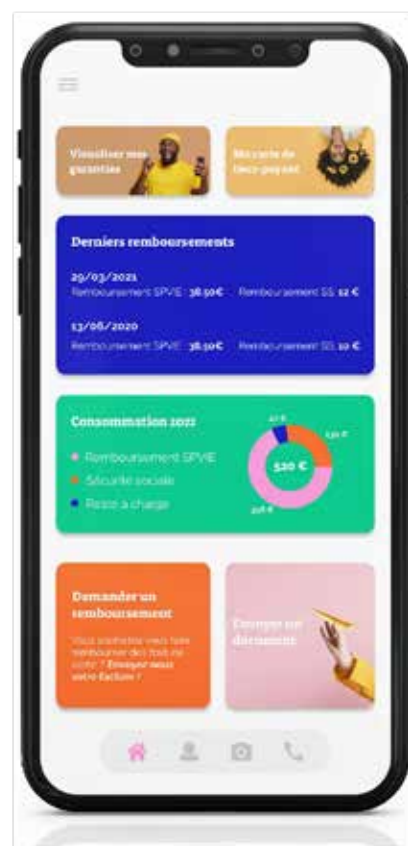 Visualiser mes
garanties
Ma carte de
tiers-payant
Derniers remboursements
29/03/2021
Remboursement SPVIE 38.50€ Remboursement SS 12 €
13/06/2020
Remboursement SPVIE 38.50€ Remboursement SS 10 €
Consommation 2021
Remboursement SPVIE
Sécurité sociale
Reste à charge
520 €
Demander un
remboursement
Vous souhaitez vous faire
rembourser des frais de
santé ? Envoyez nous
votre facture !
Envoyer un
document